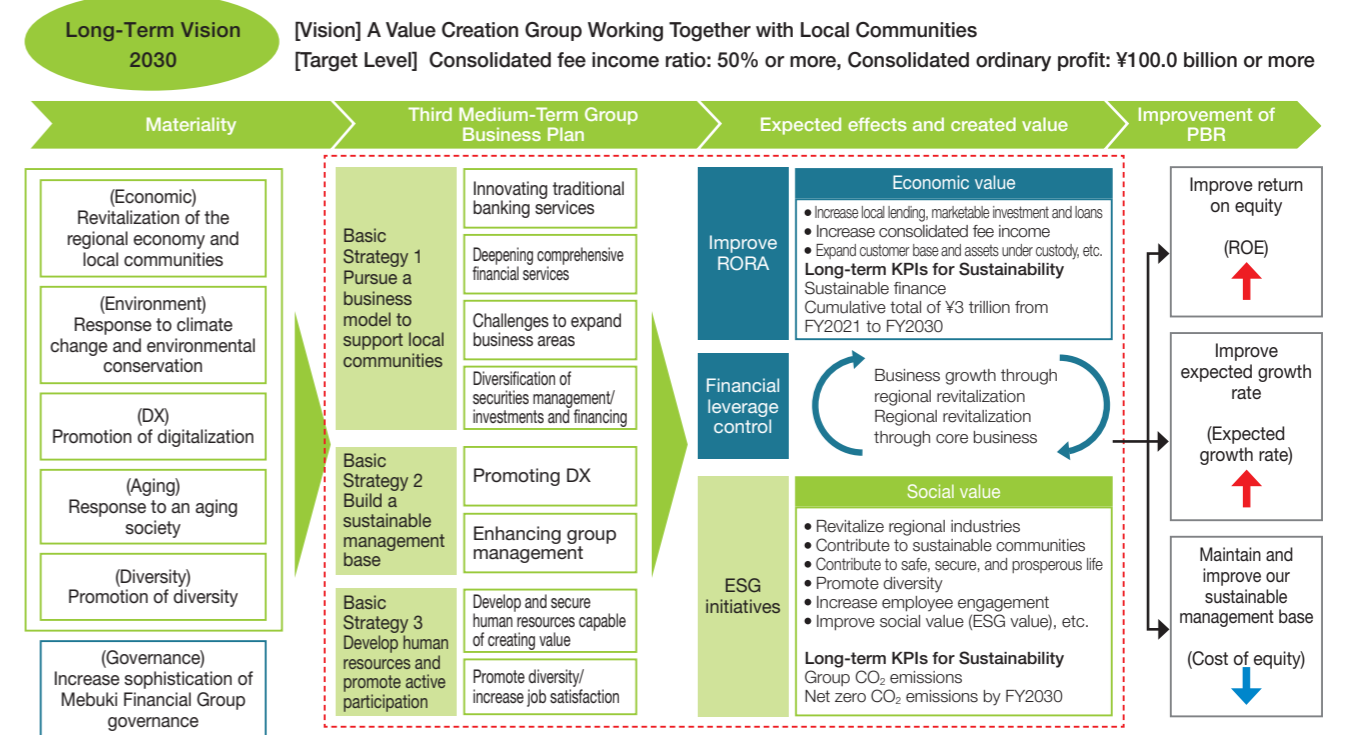 Long-Term Vision
2030
[Vision] A Value Creation Group Working Together with Local Communities
[Target Level] Consolidated fee income ratio: 50% or more, Consolidated ordinary profit: ¥100.0 billion or more
Materiality
Third Medium-Term Group
Business Plan
Expected effects and created value
Improvement of
PBR
(Economic)
Revitalization of the
regional economy and
local communities
(Environment)
Response to climate
change and environmental
conservation
(DX)
Promotion of digitalization
(Aging)
Response to an aging
society
(Diversity)
Promotion of diversity
(Governance)
Increase sophistication of
Mebuki Financial Group
governance
Basic
Strategy 1
Pursue a
business
model to
support local
communities
Innovating traditional
banking services
Deepening comprehensive
financial services
Challenges to expand
business areas
Diversification of
securities management/
investments and financing
Basic
Strategy 2
Build a
sustainable
management
base
Promoting DX
Enhancing group
management
Basic
Strategy 3
Develop human
resources and
promote active
participation
Develop and secure
human resources capable
of creating value
Promote diversity/
increase job satisfaction
Improve
RORA
Economic value
• Increase local lending, marketable investment and loans
• Increase consolidated fee income
• Expand customer base and assets under custody, etc.
Long-term KPIs for Sustainability
Sustainable finance
Cumulative total of ¥3 trillion from
FY2021 to FY2030
Financial
leverage
control
Business growth through
regional revitalization
Regional revitalization
through core business
ESG
initiatives
Social value
• Revitalize regional industries
• Contribute to sustainable communities
• Contribute to safe, secure, and prosperous life
• Promote diversity
• Increase employee engagement
• Improve social value (ESG value), etc.
Long-term KPIs for Sustainability
Group CO₂ emissions
Net zero CO₂ emissions by FY2030
Improve return
on equity
(ROE)
Improve
expected growth
rate
(Expected
growth rate)
Maintain and
improve our
sustainable
management base
(Cost of equity)